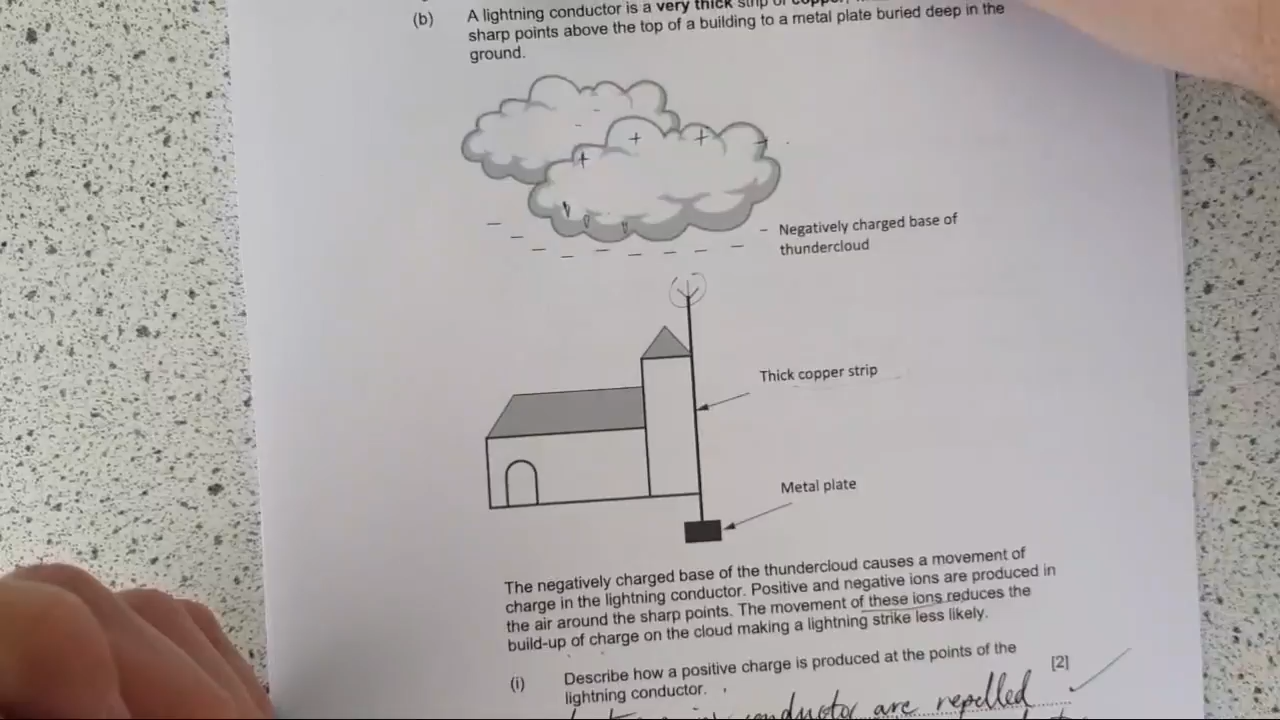 (b) A lightning conductor is a very thick strip of copper,
sharp points above the top of a building to a metal plate buried deep in the
ground.
+ + +
Negatively charged base of
thundercloud
Thick copper strip
Metal plate
The negatively charged base of the thundercloud causes a movement of
charge in the lightning conductor. Positive and negative ions are produced in
the air around the sharp points. The movement of these ions reduces the
build-up of charge on the cloud making a lightning strike less likely.
(i) Describe how a positive charge is produced at the points of the
lightning conductor. [2]
conductor are repelled